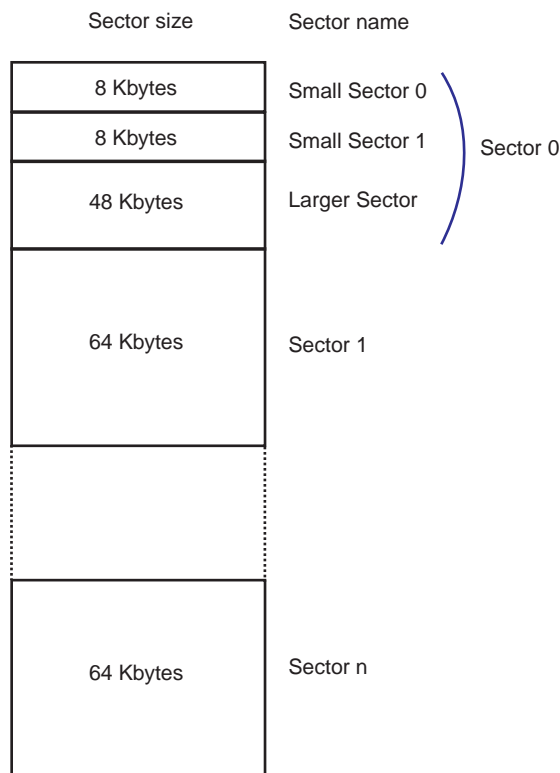 Sector size Sector name
8 Kbytes Small Sector 0
8 Kbytes Small Sector 1
Sector 0
48 Kbytes Larger Sector
64 Kbytes Sector 1
64 Kbytes Sector n